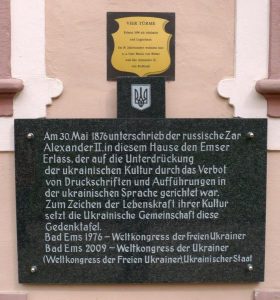 VIER TÜRME
Am 30. Mai 1876 unterschrieb der russische Zar
Alexander II. in diesem Hause den Emser
Erlass, der auf die Unterdrückung
der ukrainischen Kultur durch das Verbot
von Druckschriften und Aufführungen in
der ukrainischen Sprache gerichtet war.
Zum Zeichen der Lebenskraft ihrer Kultur
setzt die Ukrainische Gemeinschaft diese
Gedenktafel.
Bad Ems 1976 – Weltkongress der Freien Ukrainer
Bad Ems 2009 – Weltkongress der Ukrainer
(Weltkongress der Freien Ukrainer), Ukrainischer Staat